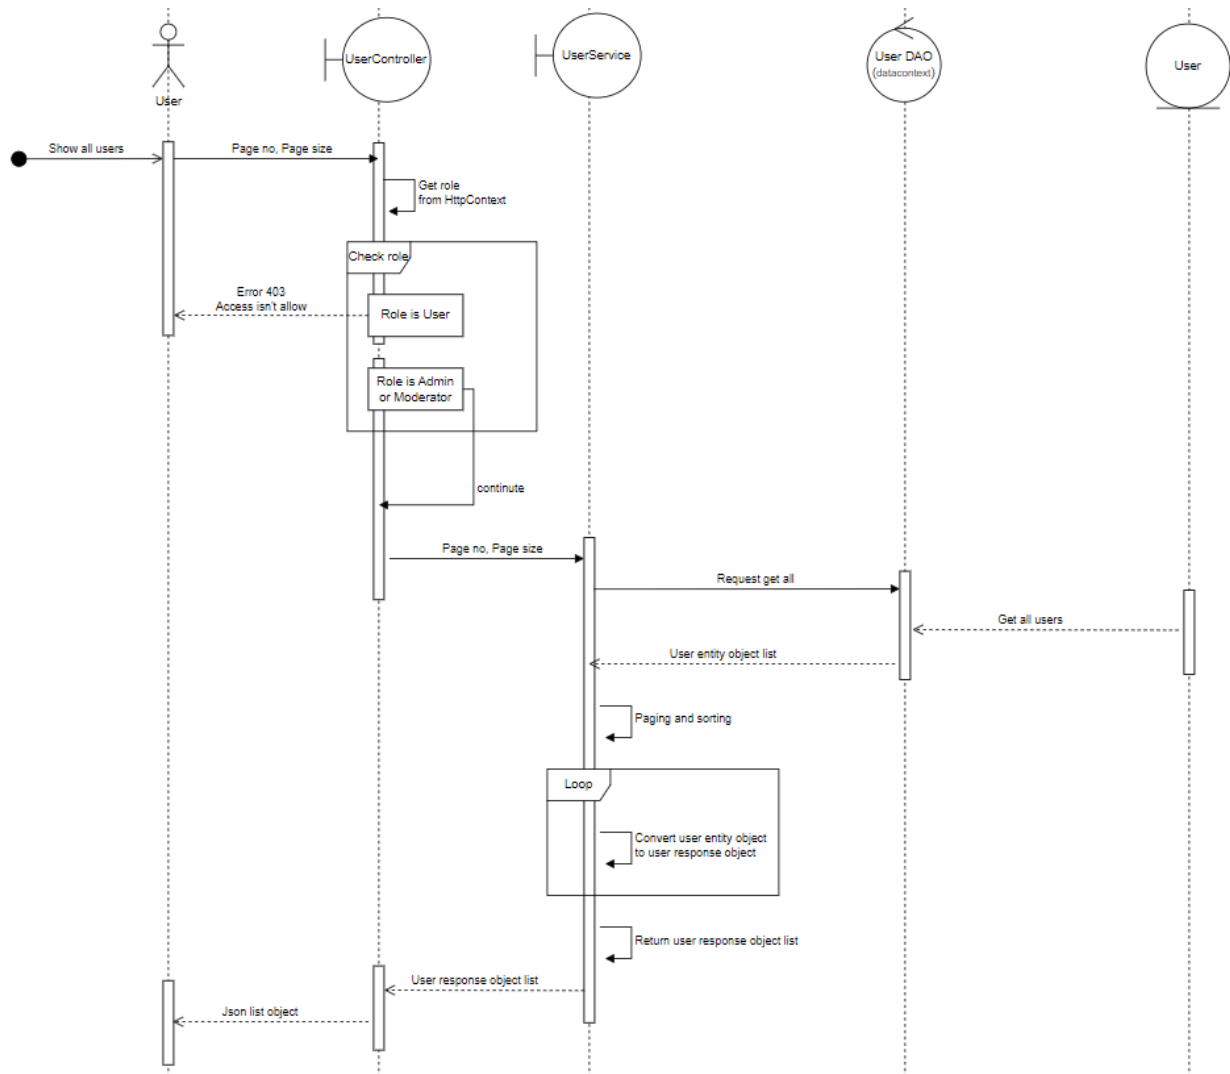 User
UserController
UserService
User DAO
(datacontext)
User
Show all users
Page no, Page size
Get role
from HttpContext
Check role
Error 403
Access isn't allow
Role is User
Role is Admin
or Moderator
continute
Page no, Page size
Request get all
Get all users
User entity object list
Paging and sorting
Loop
Convert user entity object
to user response object
Return user response object list
User response object list
Json list object